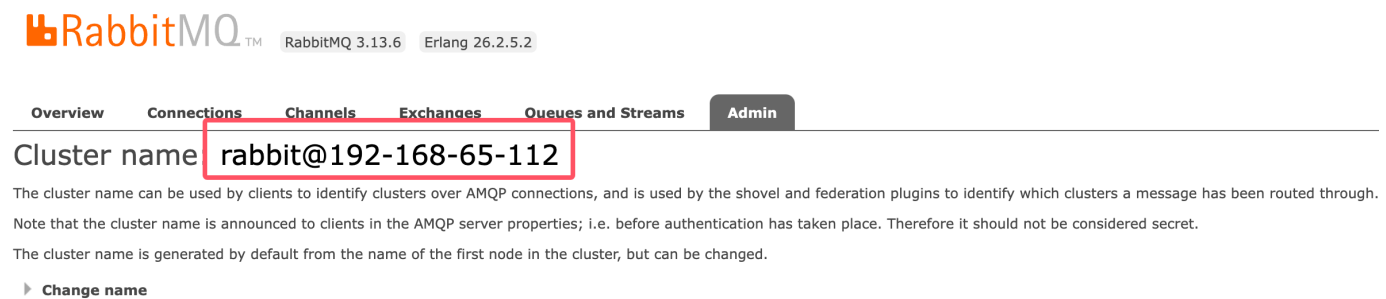 RabbitMQ TM RabbitMQ 3.13.6 Erlang 26.2.5.2
Overview Connections Channels Exchanges Queues and Streams Admin
Cluster name: rabbit@192-168-65-112
The cluster name can be used by clients to identify clusters over AMQP connections, and is used by the shovel and federation plugins to identify which clusters a message has been routed through.
Note that the cluster name is announced to clients in the AMQP server properties; i.e. before authentication has taken place. Therefore it should not be considered secret.
The cluster name is generated by default from the name of the first node in the cluster, but can be changed.
Change name